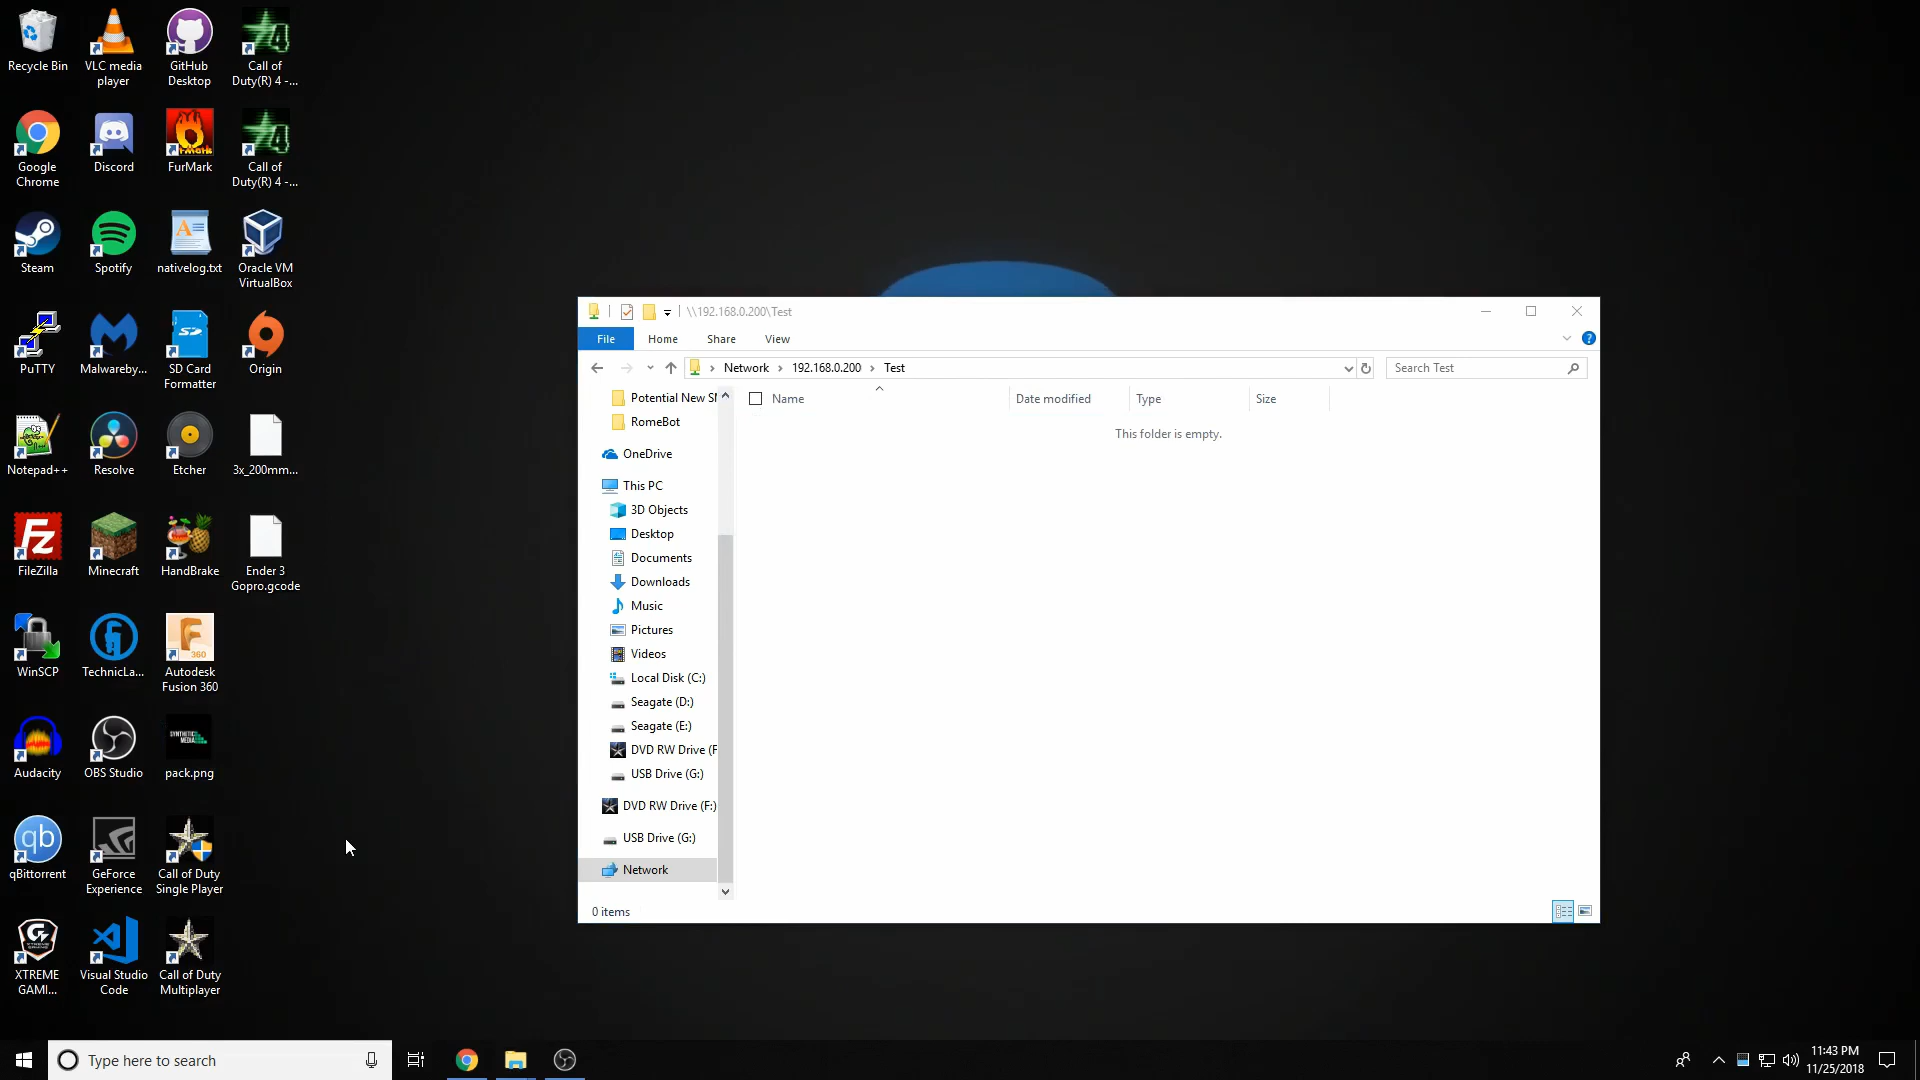 Recycle Bin
VLC media
player
GitHub
Desktop
Call of
Duty(R) 4 -...
Google
Chrome
Discord
FurMark
Call of
Duty(R) 4 -...
Steam
Spotify
nativelog.txt
Oracle VM
VirtualBox
PuTTY
Malwareby...
SD Card
Formatter
Origin
Notepad++
Resolve
Etcher
3x_200mm...
FileZilla
Minecraft
HandBrake
Ender 3
Gopro.gcode
WinSCP
TechnicLa...
Autodesk
Fusion 360
Audacity
OBS Studio
SYNTHETIC
MEDIA
pack.png
qBittorrent
GeForce
Experience
Call of Duty
Single Player
XTREME
GAMI...
Visual Studio
Code
Call of Duty
Multiplayer
\\192.168.0.200\Test
File Home Share View
Network > 192.168.0.200 > Test
Search Test
Name Date modified Type Size
This folder is empty.
Potential New S
RomeBot
OneDrive
This PC
3D Objects
Desktop
Documents
Downloads
Music
Pictures
Videos
Local Disk (C:)
Seagate (D:)
Seagate (E:)
DVD RW Drive (F
USB Drive (G:)
DVD RW Drive (F:)
USB Drive (G:)
Network
0 items
Type here to search
11:43 PM
11/25/2018